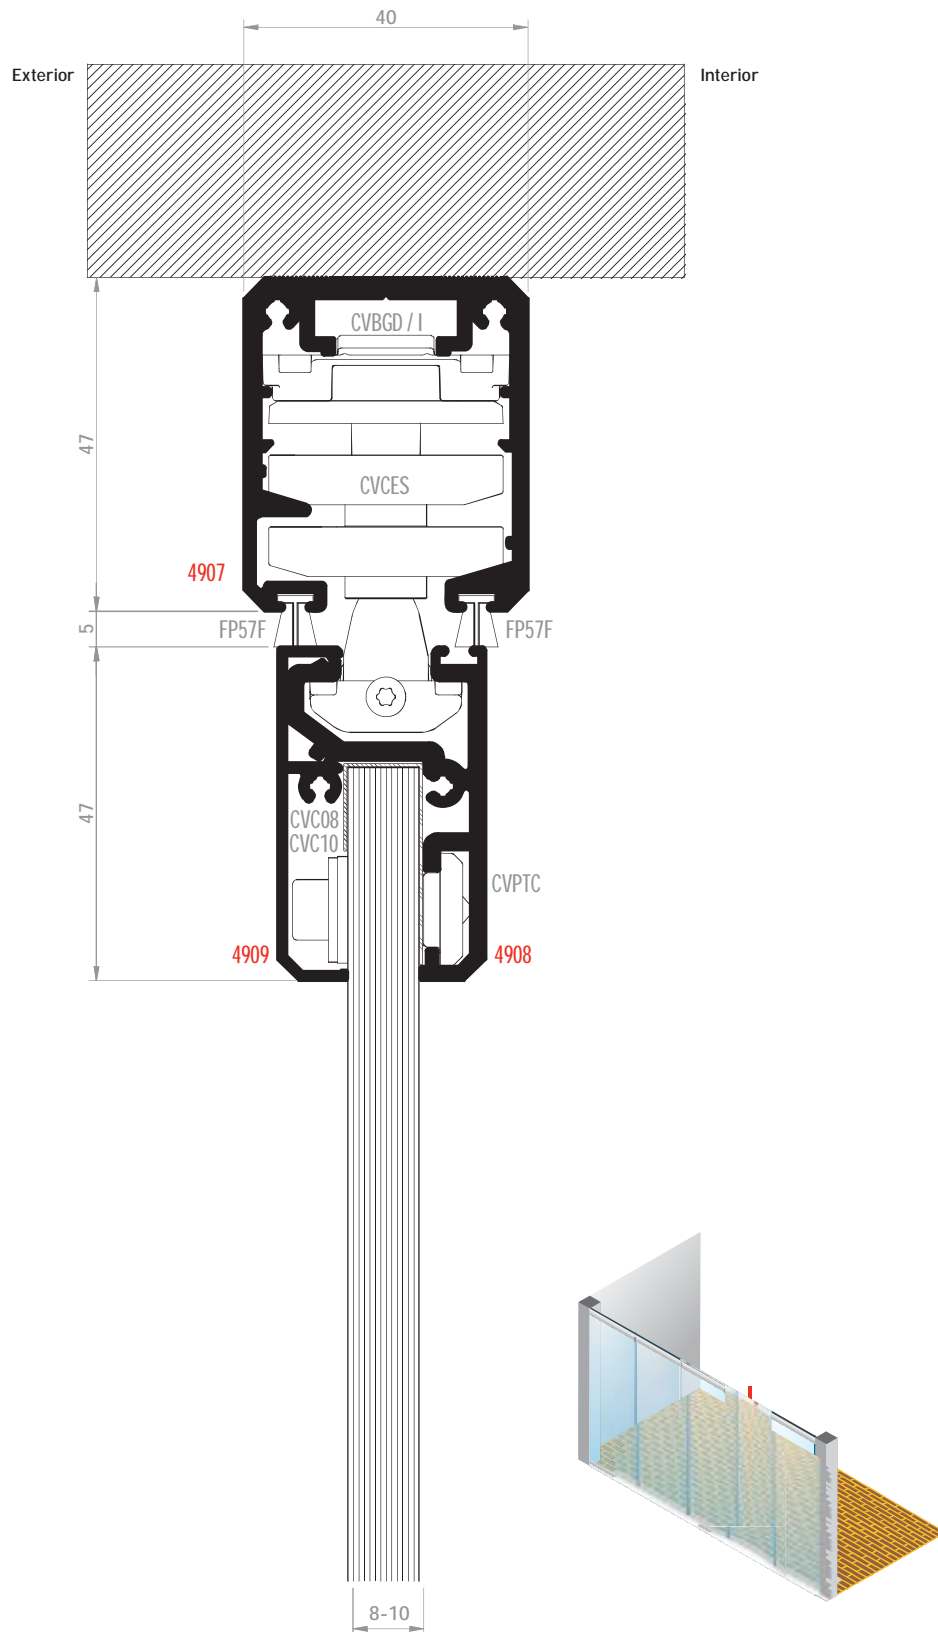 40
Exterior
Interior
CVBGD / I
47
CVCES
4907
5
FP57F
FP57F
47
CVC08
CVC10
CVPTC
4909
4908
8-10